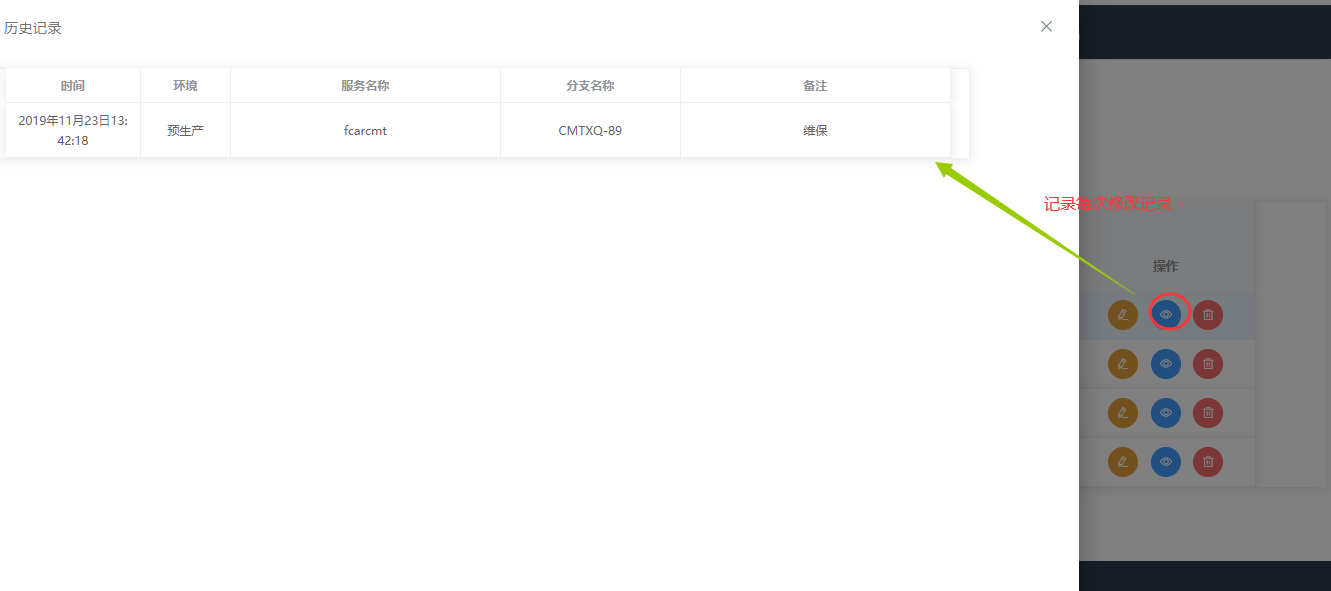 历史记录
时间 环境 服务名称 分支名称 备注
2019年11月23日13: 预生产 fcarcmt CMTXQ-89 维保
42:18
记录每次修改记录
操作